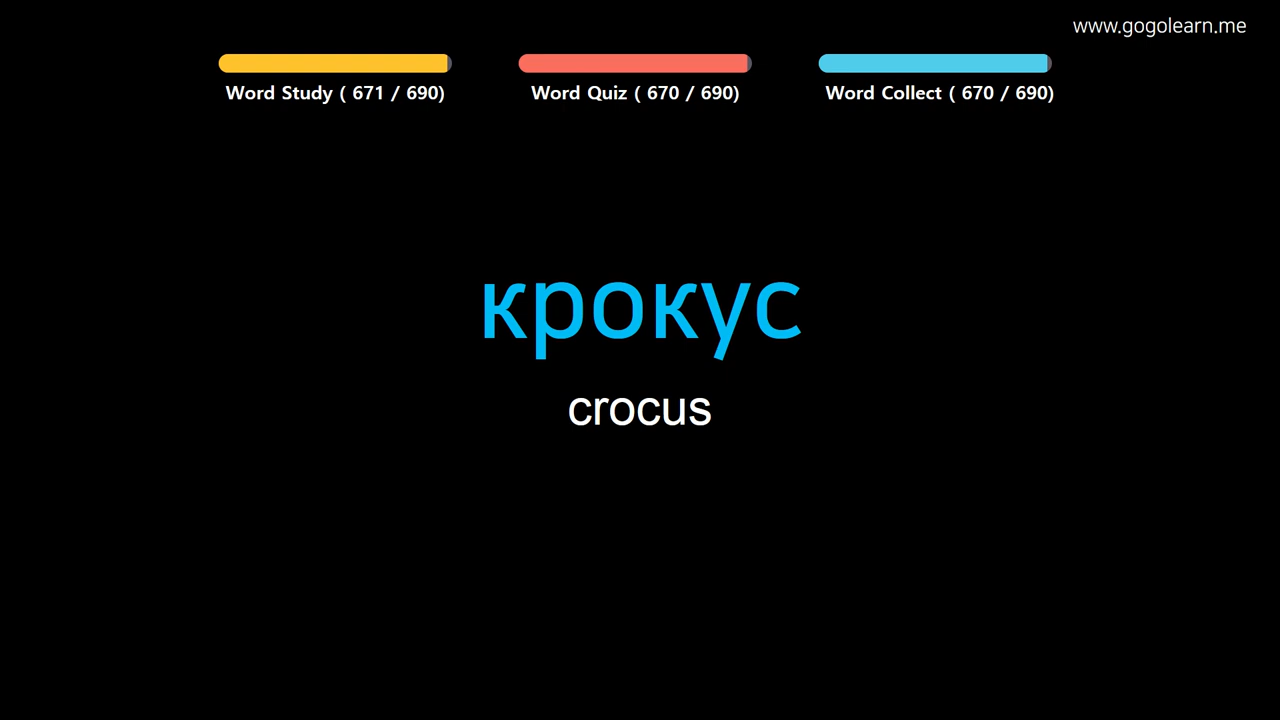 www.gogolearn.me
Word Study ( 671 / 690)
Word Quiz ( 670 / 690)
Word Collect ( 670 / 690)
крокус
crocus